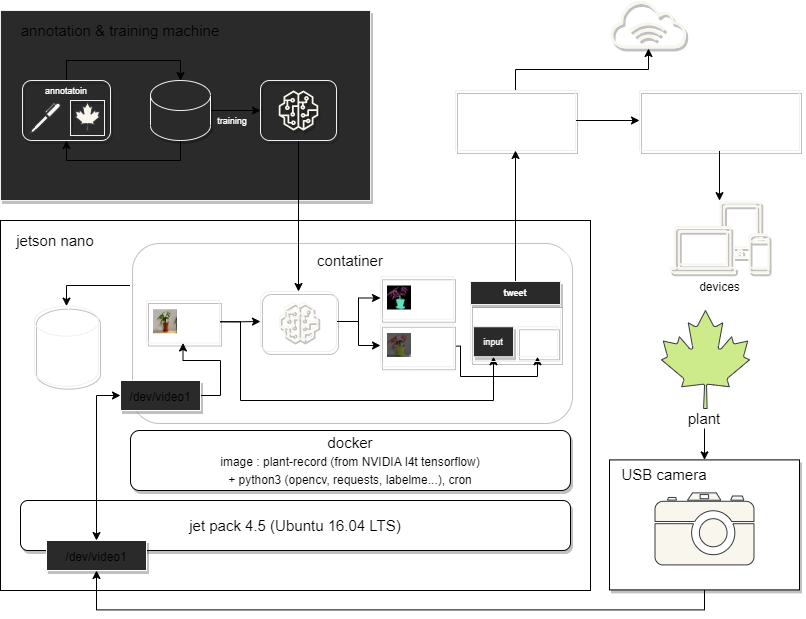 annotation & training machine
annotatoin
training
jetson nano
contatiner
tweet
input
/dev/video1
devices
plant
docker
image : plant-record (from NVIDIA l4t tensorflow)
+ python3 (opencv, requests, labelme...), cron
USB camera
jet pack 4.5 (Ubuntu 16.04 LTS)
/dev/video1